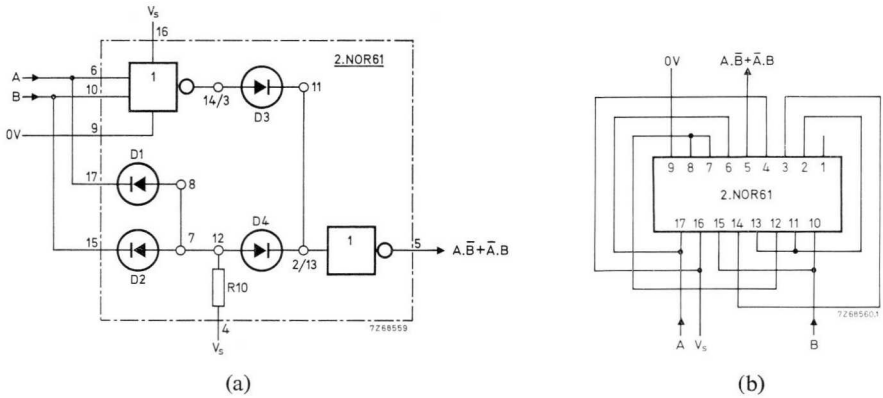 Vs
16
2.NOR61
A
6
1
B
10
14/3
D3
11
0V
9
D1
17
8
15
7
12
D4
1
5
A.B̅+A̅.B
D2
2/13
R10
4
7Z68559
Vs
(a)
0V
A.B̅+A̅.B
9 8 7 6 5 4 3 2 1
2.NOR61
17 16 15 14 13 12 11 10
7Z68560.1
A Vs B
(b)